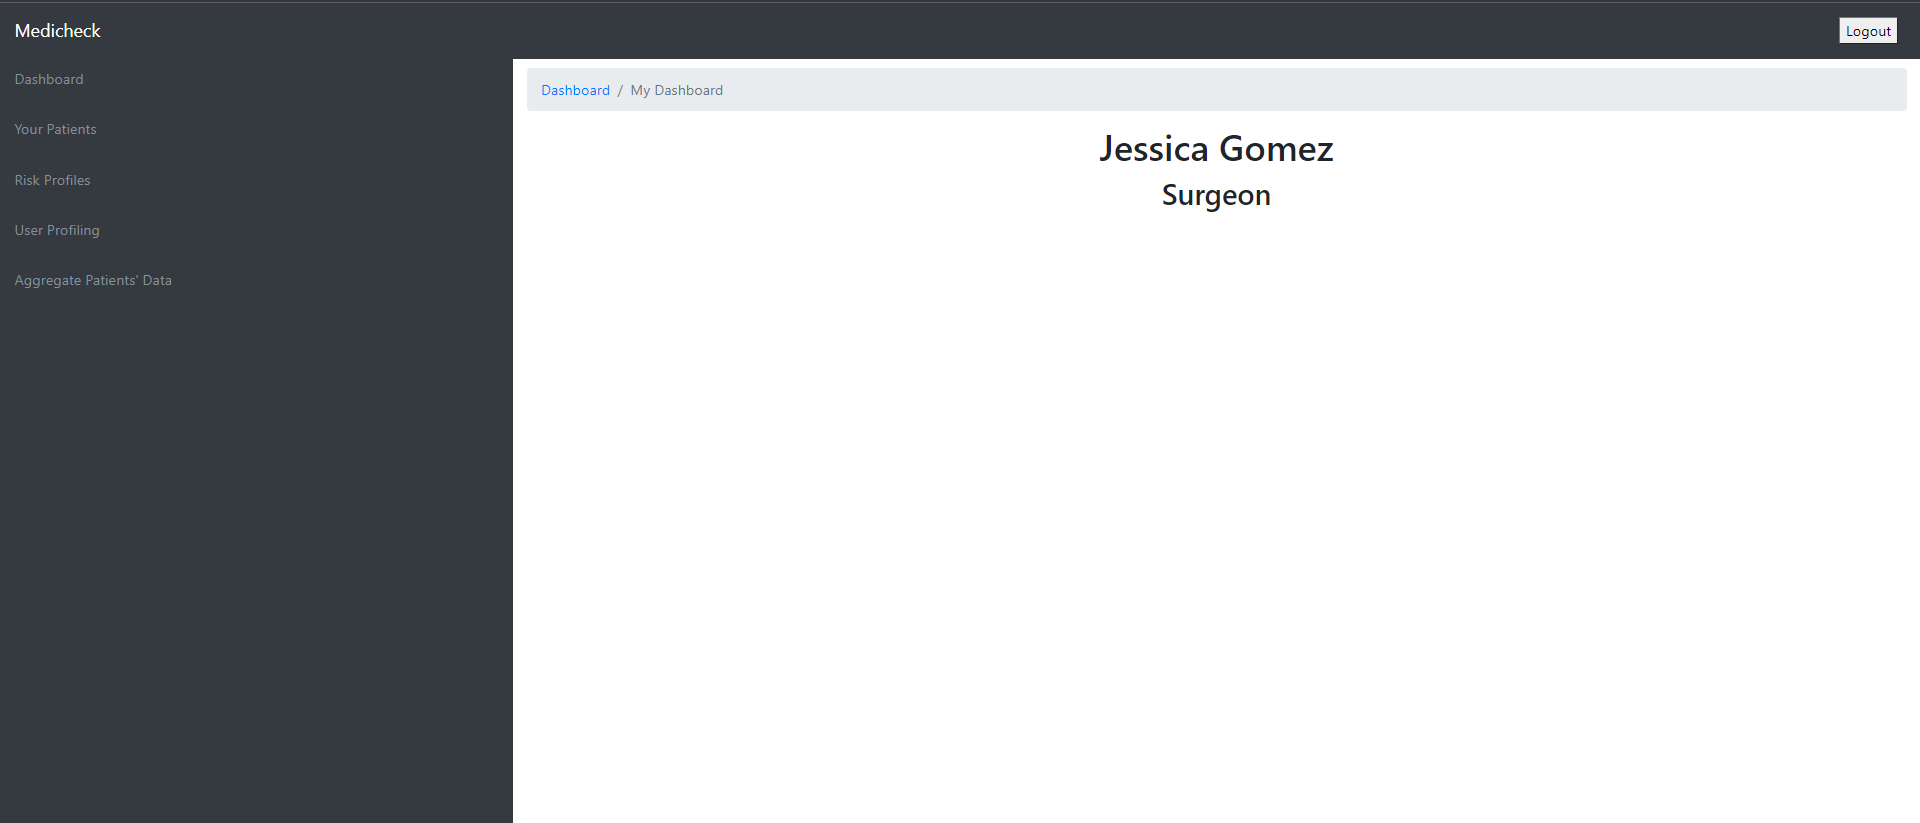 Medicheck
Logout
Dashboard
Your Patients
Risk Profiles
User Profiling
Aggregate Patients' Data
Dashboard / My Dashboard
Jessica Gomez
Surgeon